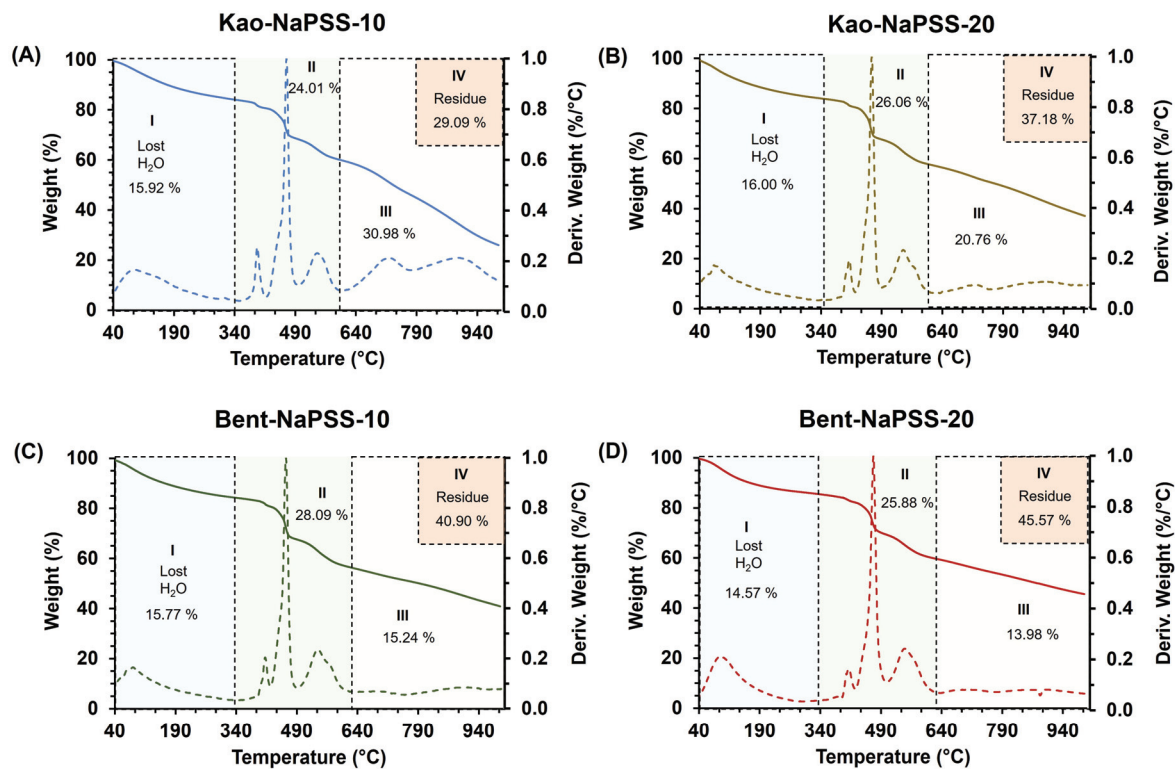 Kao-NaPSS-10
(A)
Weight (%)
100
80
60
40
20
0
I
Lost
H₂O
15.92 %
II
24.01 %
III
30.98 %
IV
Residue
29.09 %
1.0
0.8
0.6
0.4
0.2
0.0
Deriv. Weight (%/°C)
40 190 340 490 640 790 940
Temperature (°C)
Kao-NaPSS-20
(B)
Weight (%)
100
80
60
40
20
0
I
Lost
H₂O
16.00 %
II
26.06 %
III
20.76 %
IV
Residue
37.18 %
1.0
0.8
0.6
0.4
0.2
0.0
Deriv. Weight (%/°C)
40 190 340 490 640 790 940
Temperature (°C)
Bent-NaPSS-10
(C)
Weight (%)
100
80
60
40
20
0
I
Lost
H₂O
15.77 %
II
28.09 %
III
15.24 %
IV
Residue
40.90 %
1.0
0.8
0.6
0.4
0.2
0.0
Deriv. Weight (%/°C)
40 190 340 490 640 790 940
Temperature (°C)
Bent-NaPSS-20
(D)
Weight (%)
100
80
60
40
20
0
I
Lost
H₂O
14.57 %
II
25.88 %
III
13.98 %
IV
Residue
45.57 %
1.0
0.8
0.6
0.4
0.2
0.0
Deriv. Weight (%/°C)
40 190 340 490 640 790 940
Temperature (°C)